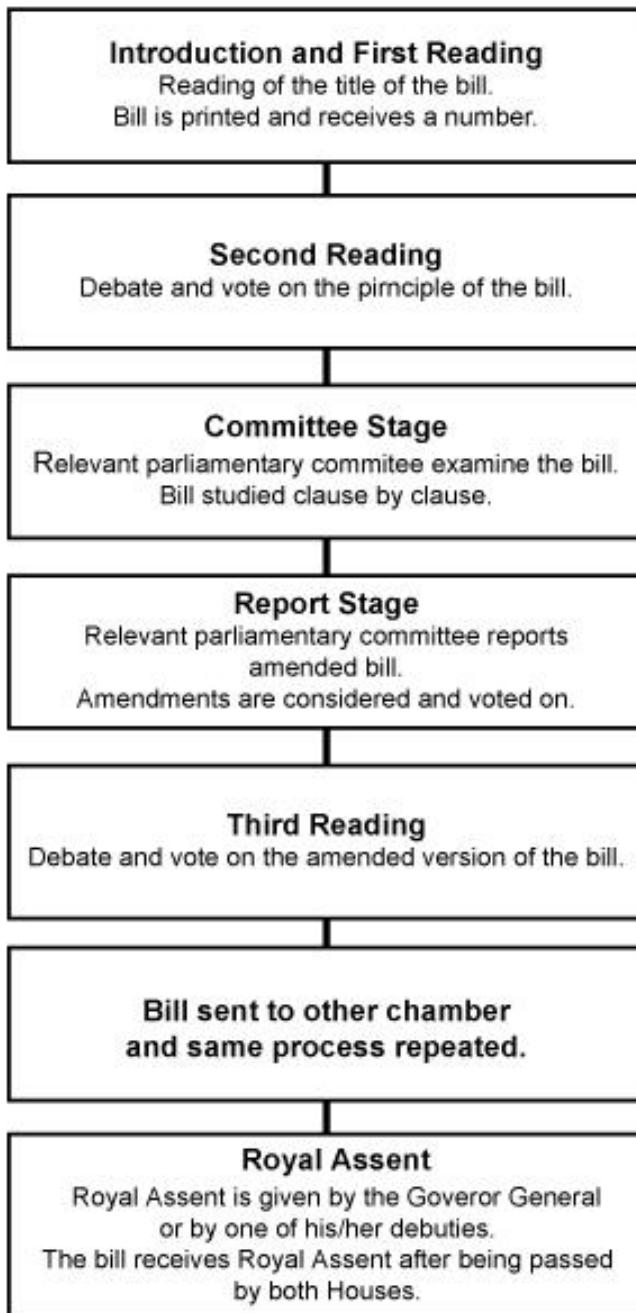 Introduction and First Reading
Reading of the title of the bill.
Bill is printed and receives a number.
Second Reading
Debate and vote on the pirnciple of the bill.
Committee Stage
Relevant parliamentary commitee examine the bill.
Bill studied clause by clause.
Report Stage
Relevant parliamentary committee reports
amended bill.
Amendments are considered and voted on.
Third Reading
Debate and vote on the amended version of the bill.
Bill sent to other chamber
and same process repeated.
Royal Assent
Royal Assent is given by the Goveror General
or by one of his/her debuties.
The bill receives Royal Assent after being passed
by both Houses.